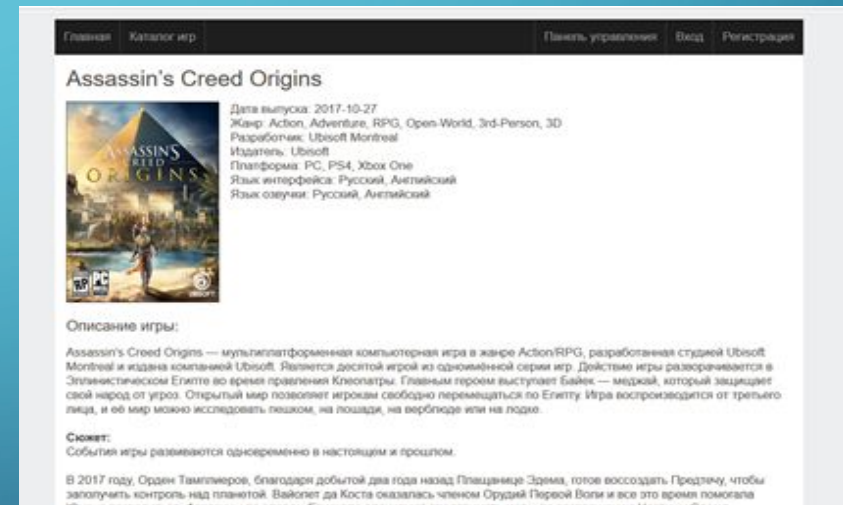 Главная Каталог игр Панель управления Вход Регистрация
Assassin's Creed Origins
ASSASSIN'S
CREED
ORIGINS
RP PC
UBISOFT
Дата выпуска: 2017-10-27
Жанр: Action, Adventure, RPG, Open-World, 3rd-Person, 3D
Разработчик: Ubisoft Montreal
Издатель: Ubisoft
Платформа: PC, PS4, Xbox One
Язык интерфейса: Русский, Английский
Язык озвучки: Русский, Английский
Описание игры:
Assassin's Creed Origins — мультиплатформенная компьютерная игра в жанре Action/RPG, разработанная студией Ubisoft
Montreal и издана компанией Ubisoft. Является десятой игрой из одноимённой серии игр. Действие игры разворачивается в
Эллинистическом Египте во время правления Клеопатры. Главным героем выступает Байек — меджай, который защищает
свой народ от угроз. Открытый мир позволяет игрокам свободно перемещаться по Египту. Игра воспроизводится от третьего
лица, и её мир можно исследовать пешком, на лошади, на верблюде или на лодке.
Сюжет:
События игры развиваются одновременно в настоящем и прошлом.
В 2017 году, Орден Тамплиеров, благодаря добытой два года назад Плащанице Эдема, готов воссоздать Предтечу, чтобы
заполучить контроль над планетой. Вайолет да Коста оказалась членом Орудий Первой Воли и все это время помогала